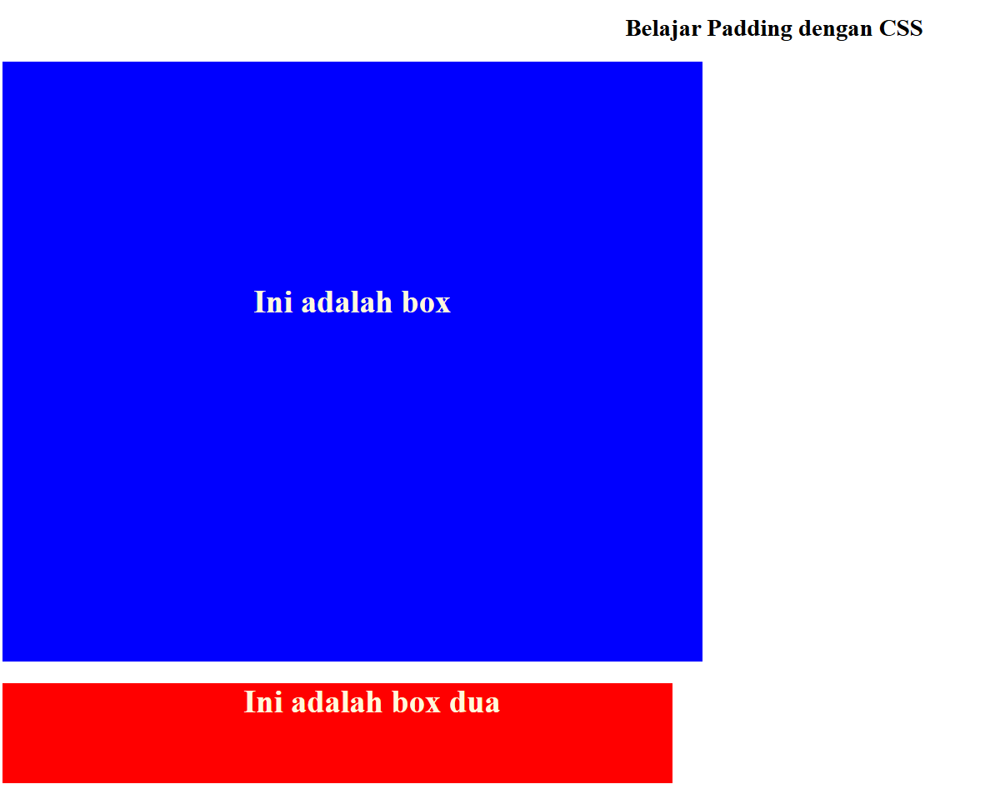 Belajar Padding dengan CSS
Ini adalah box
Ini adalah box dua